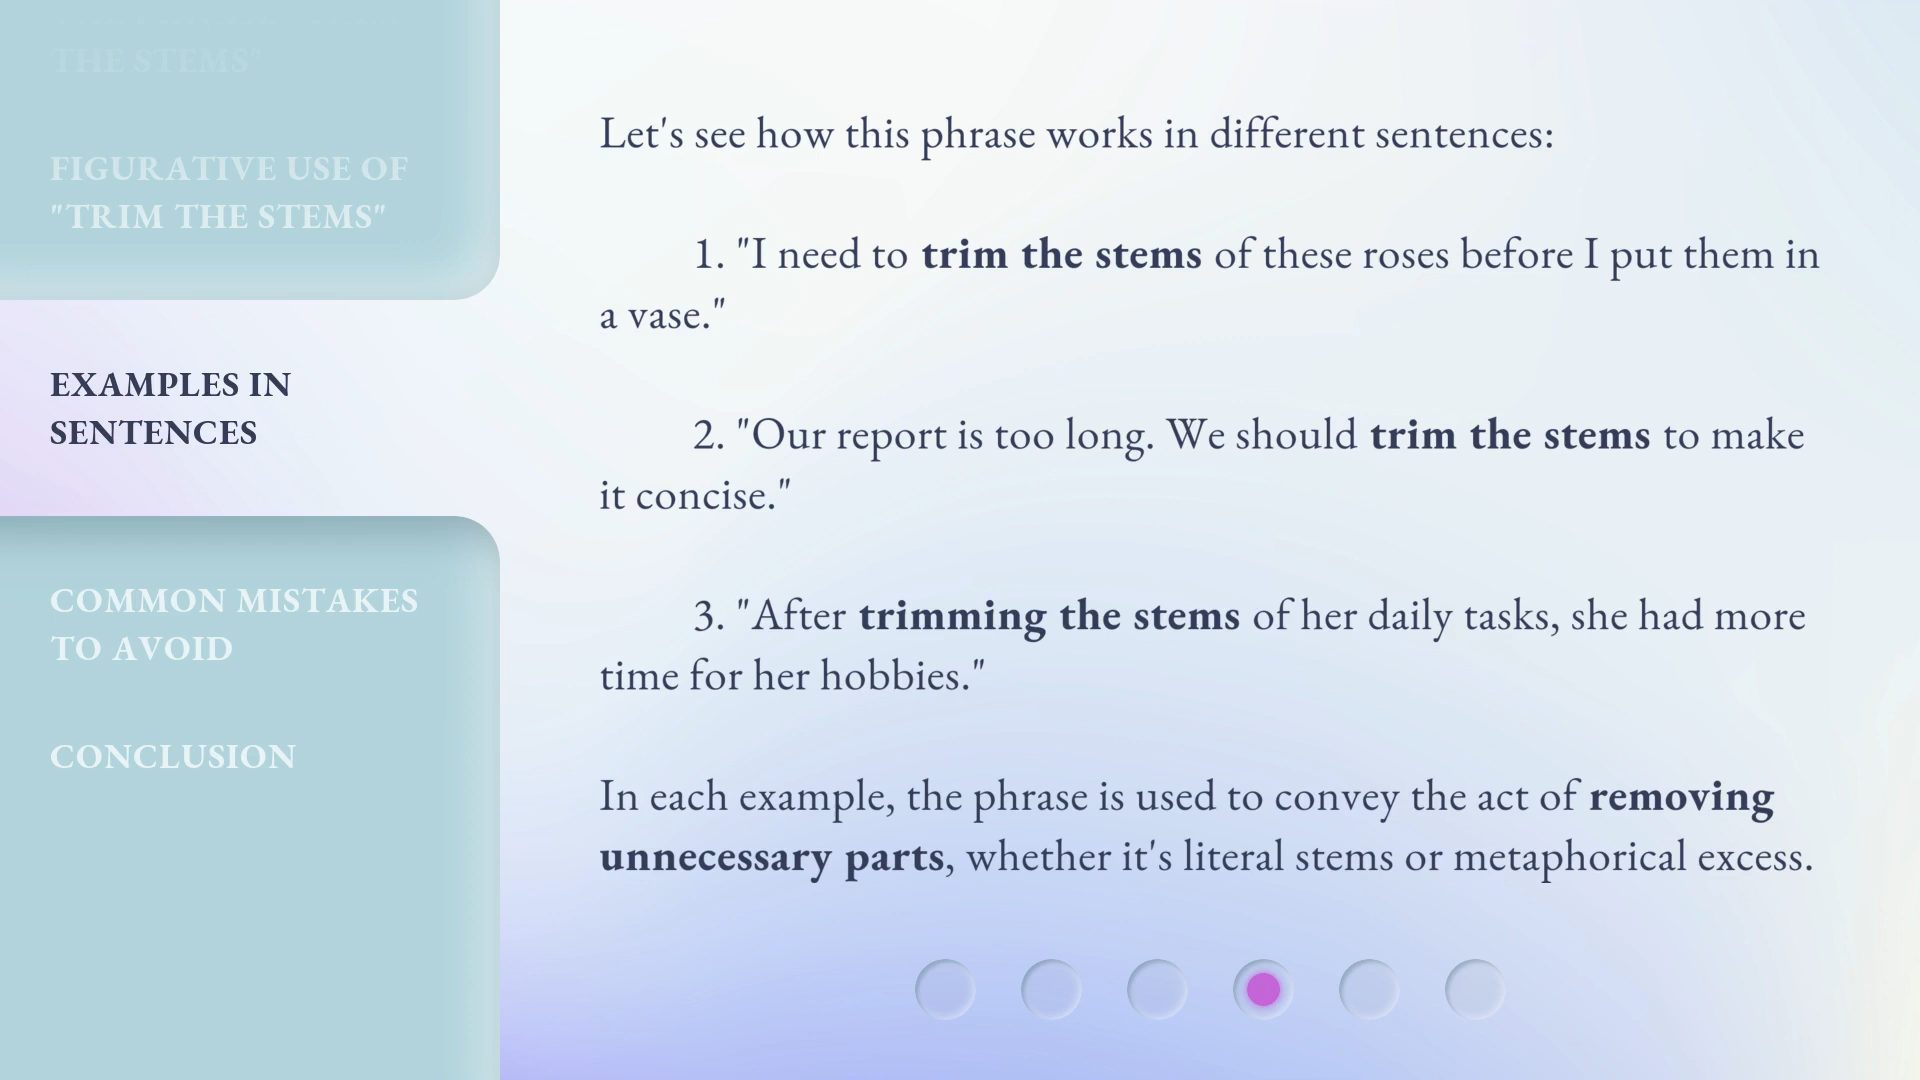 THE STEMS"
FIGURATIVE USE OF
"TRIM THE STEMS"
EXAMPLES IN
SENTENCES
COMMON MISTAKES
TO AVOID
CONCLUSION
Let's see how this phrase works in different sentences:
1. "I need to trim the stems of these roses before I put them in
a vase."
2. "Our report is too long. We should trim the stems to make
it concise."
3. "After trimming the stems of her daily tasks, she had more
time for her hobbies."
In each example, the phrase is used to convey the act of removing
unnecessary parts, whether it's literal stems or metaphorical excess.